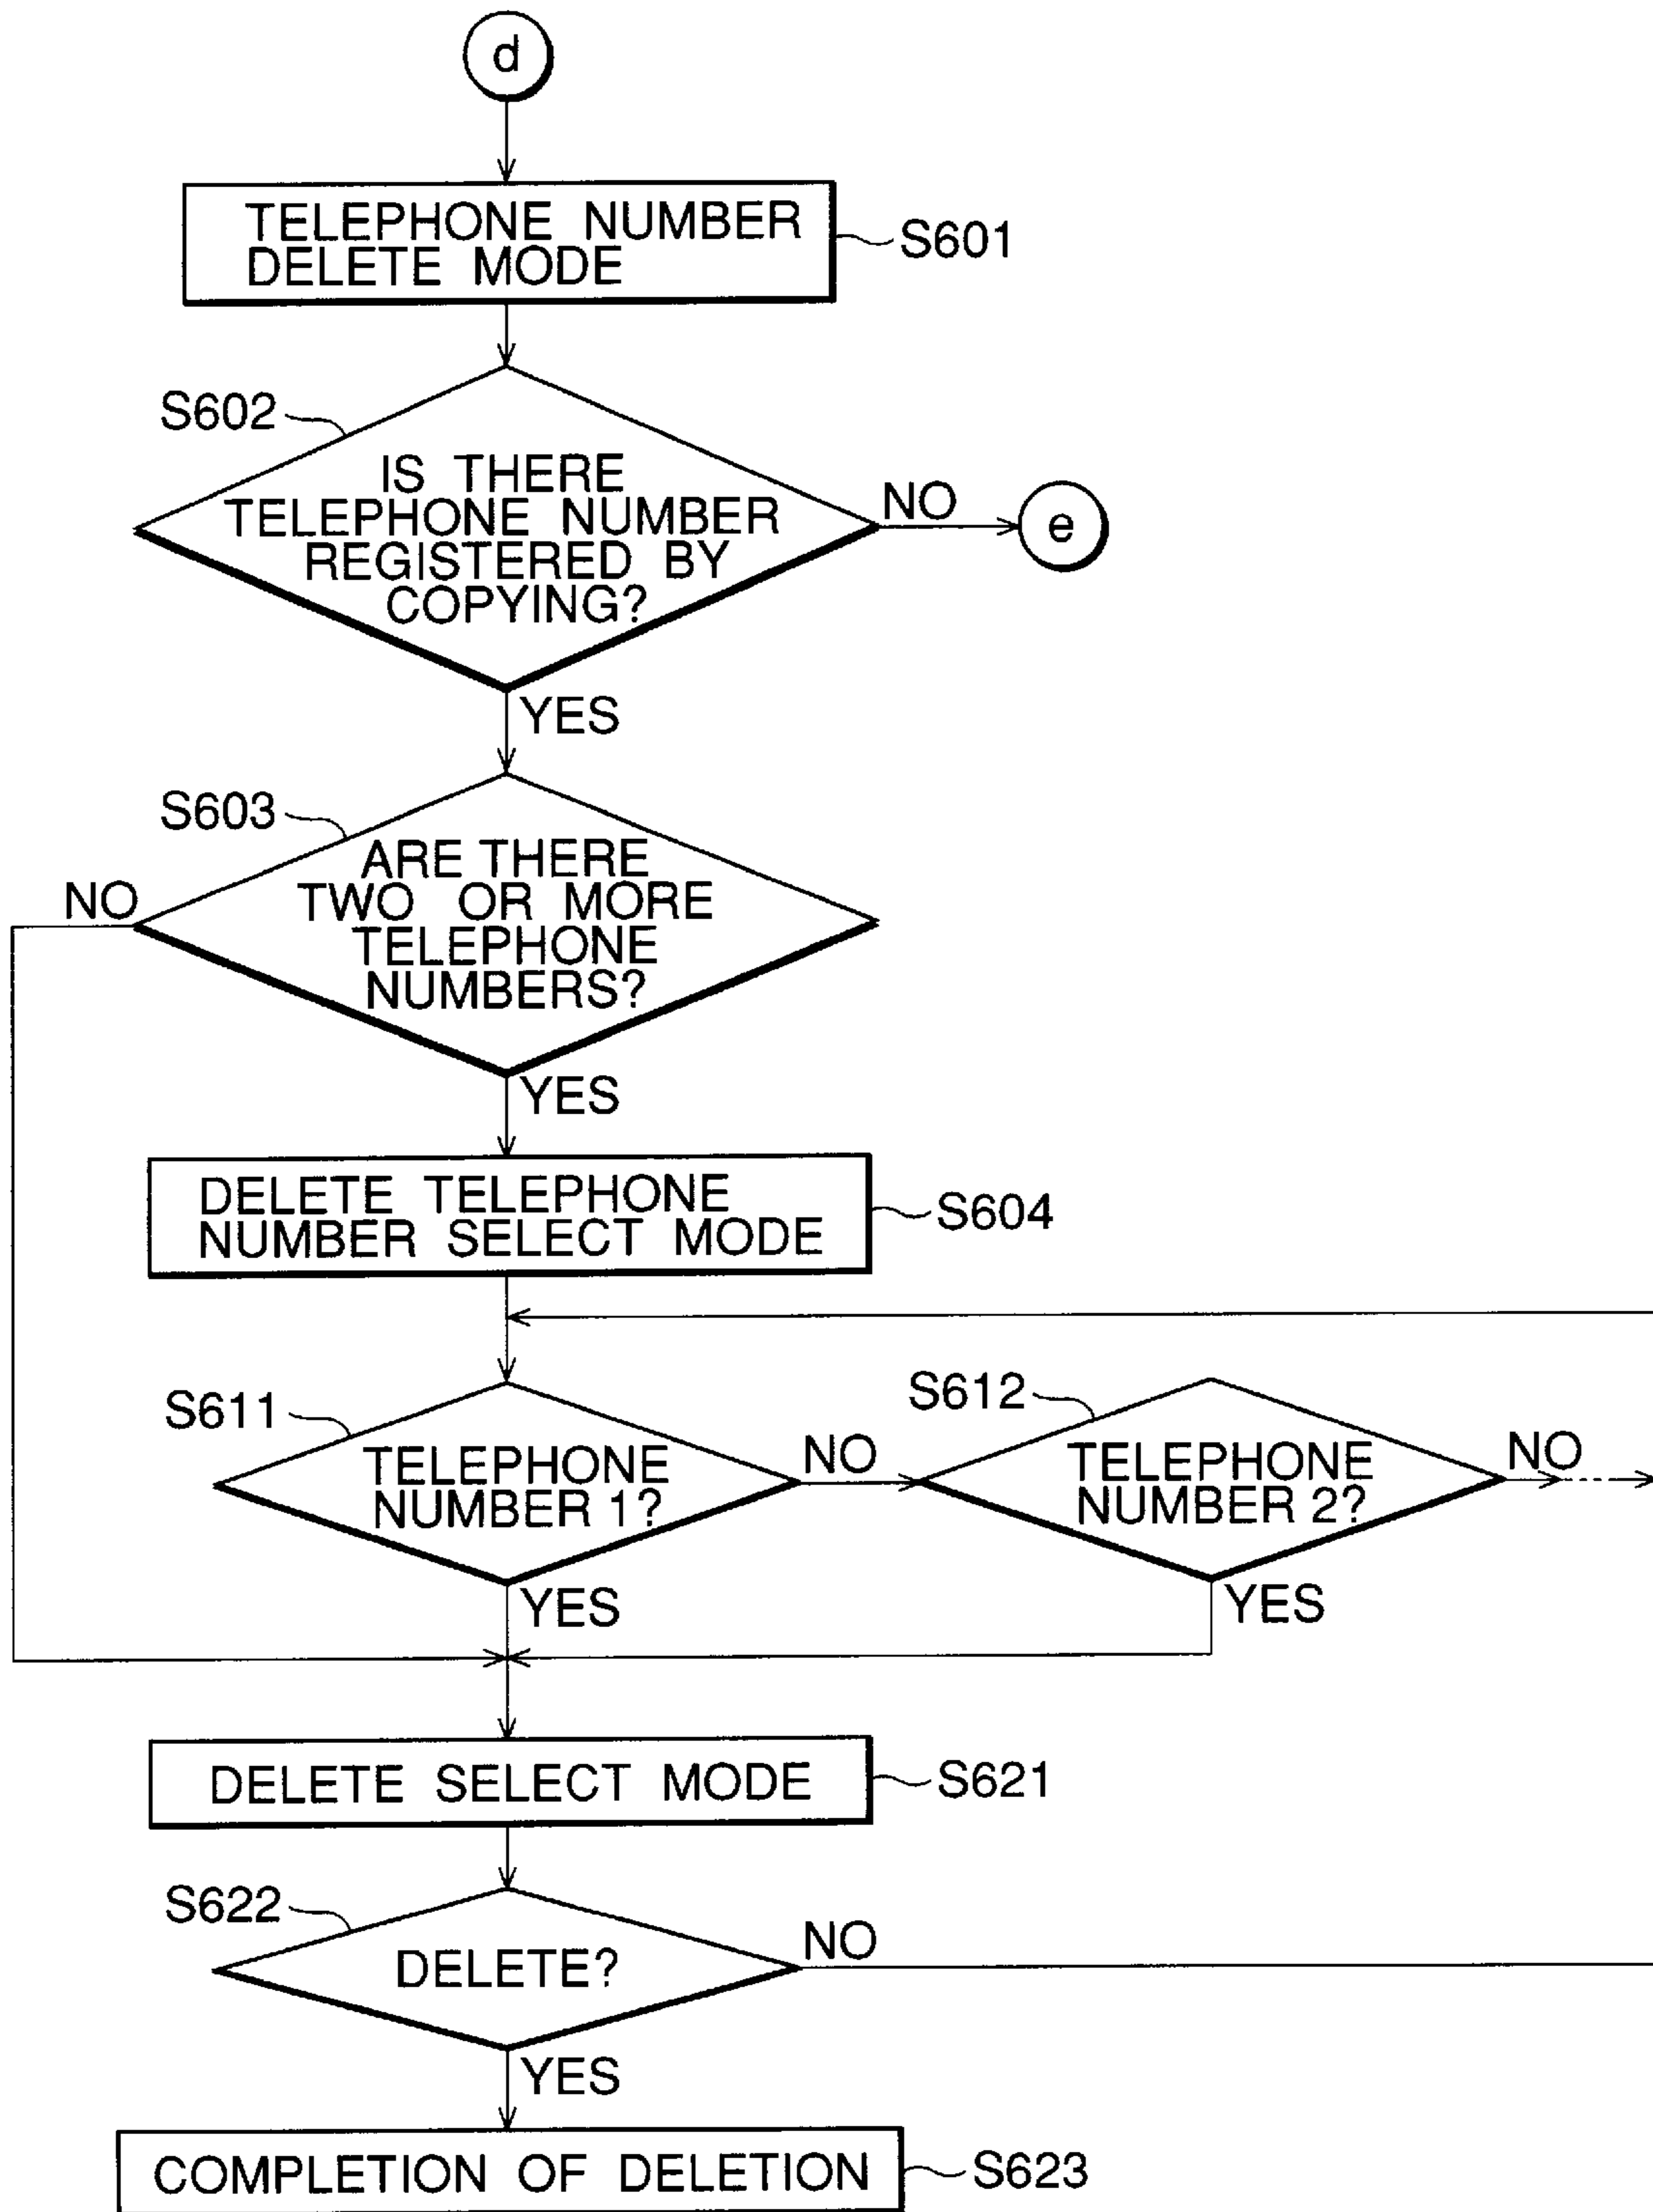 d
TELEPHONE NUMBER
DELETE MODE
S601
S602
IS THERE
TELEPHONE NUMBER
REGISTERED BY
COPYING?
NO
e
YES
S603
ARE THERE
TWO OR MORE
TELEPHONE
NUMBERS?
NO
YES
DELETE TELEPHONE
NUMBER SELECT MODE
S604
S611
TELEPHONE
NUMBER 1?
NO
YES
S612
TELEPHONE
NUMBER 2?
NO
YES
DELETE SELECT MODE
S621
S622
DELETE?
NO
YES
COMPLETION OF DELETION
S623